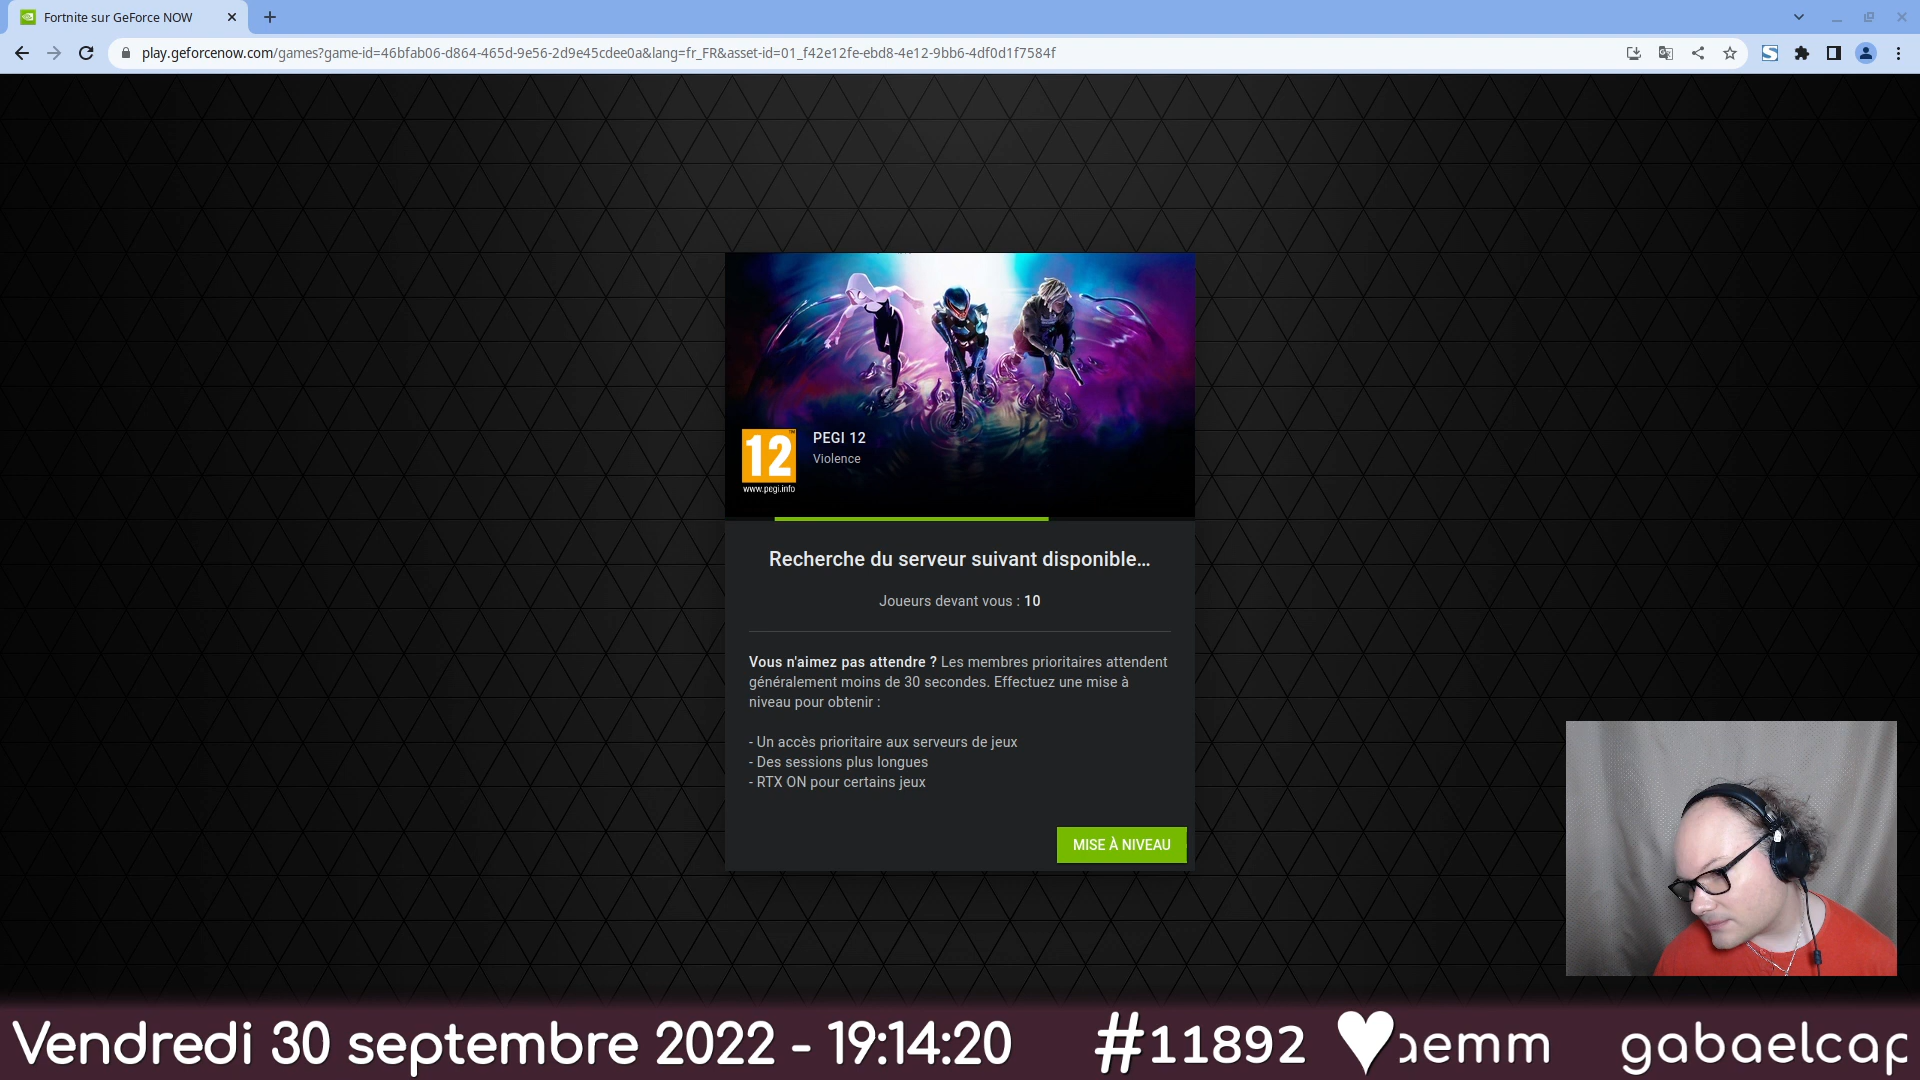 Fortnite sur GeForce NOW
play.geforcenow.com/games?game-id=46bfab06-d864-465d-9e56-2d9e45cdee0a&lang=fr_FR&asset-id=01_f42e12fe-ebd8-4e12-9bb6-4df0d1f7584f
12
www.pegi.info
PEGI 12
Violence
Recherche du serveur suivant disponible...
Joueurs devant vous : 10
Vous n'aimez pas attendre ? Les membres prioritaires attendent
généralement moins de 30 secondes. Effectuez une mise à
niveau pour obtenir :
- Un accès prioritaire aux serveurs de jeux
- Des sessions plus longues
- RTX ON pour certains jeux
MISE À NIVEAU
Vendredi 30 septembre 2022 - 19:14:20 #11892 gabaelcap